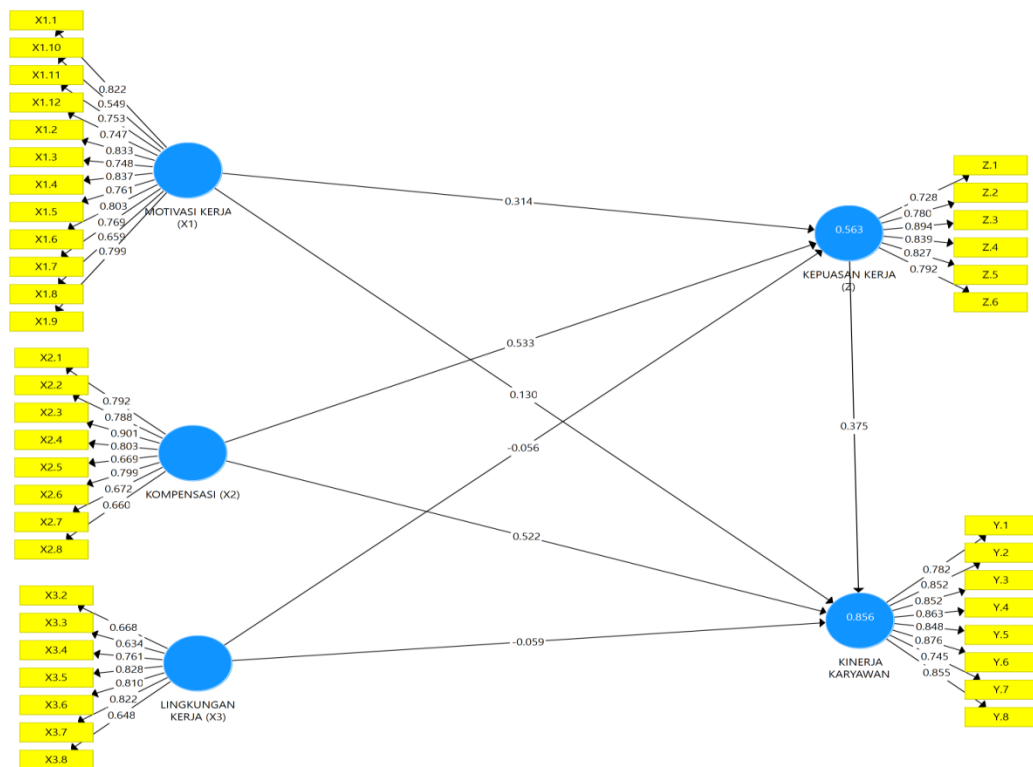 X1.1
X1.10
X1.11
X1.12
X1.2
X1.3
X1.4
X1.5
X1.6
X1.7
X1.8
X1.9
0.822
0.549
0.753
0.747
0.833
0.748
0.837
0.761
0.803
0.769
0.659
0.799
MOTIVASI KERJA
(X1)
X2.1
X2.2
X2.3
X2.4
X2.5
X2.6
X2.7
X2.8
0.792
0.788
0.901
0.803
0.669
0.799
0.672
0.660
KOMPENSASI (X2)
X3.2
X3.3
X3.4
X3.5
X3.6
X3.7
X3.8
0.668
0.634
0.761
0.828
0.810
0.822
0.648
LINGKUNGAN
KERJA (X3)
0.314
0.533
0.130
-0.056
0.522
-0.059
0.375
0.563
KEPUASAN KERJA
(Z)
0.728
0.780
0.894
0.839
0.827
0.792
Z.1
Z.2
Z.3
Z.4
Z.5
Z.6
0.856
KINERJA
KARYAWAN
0.782
0.852
0.852
0.863
0.848
0.876
0.745
0.855
Y.1
Y.2
Y.3
Y.4
Y.5
Y.6
Y.7
Y.8